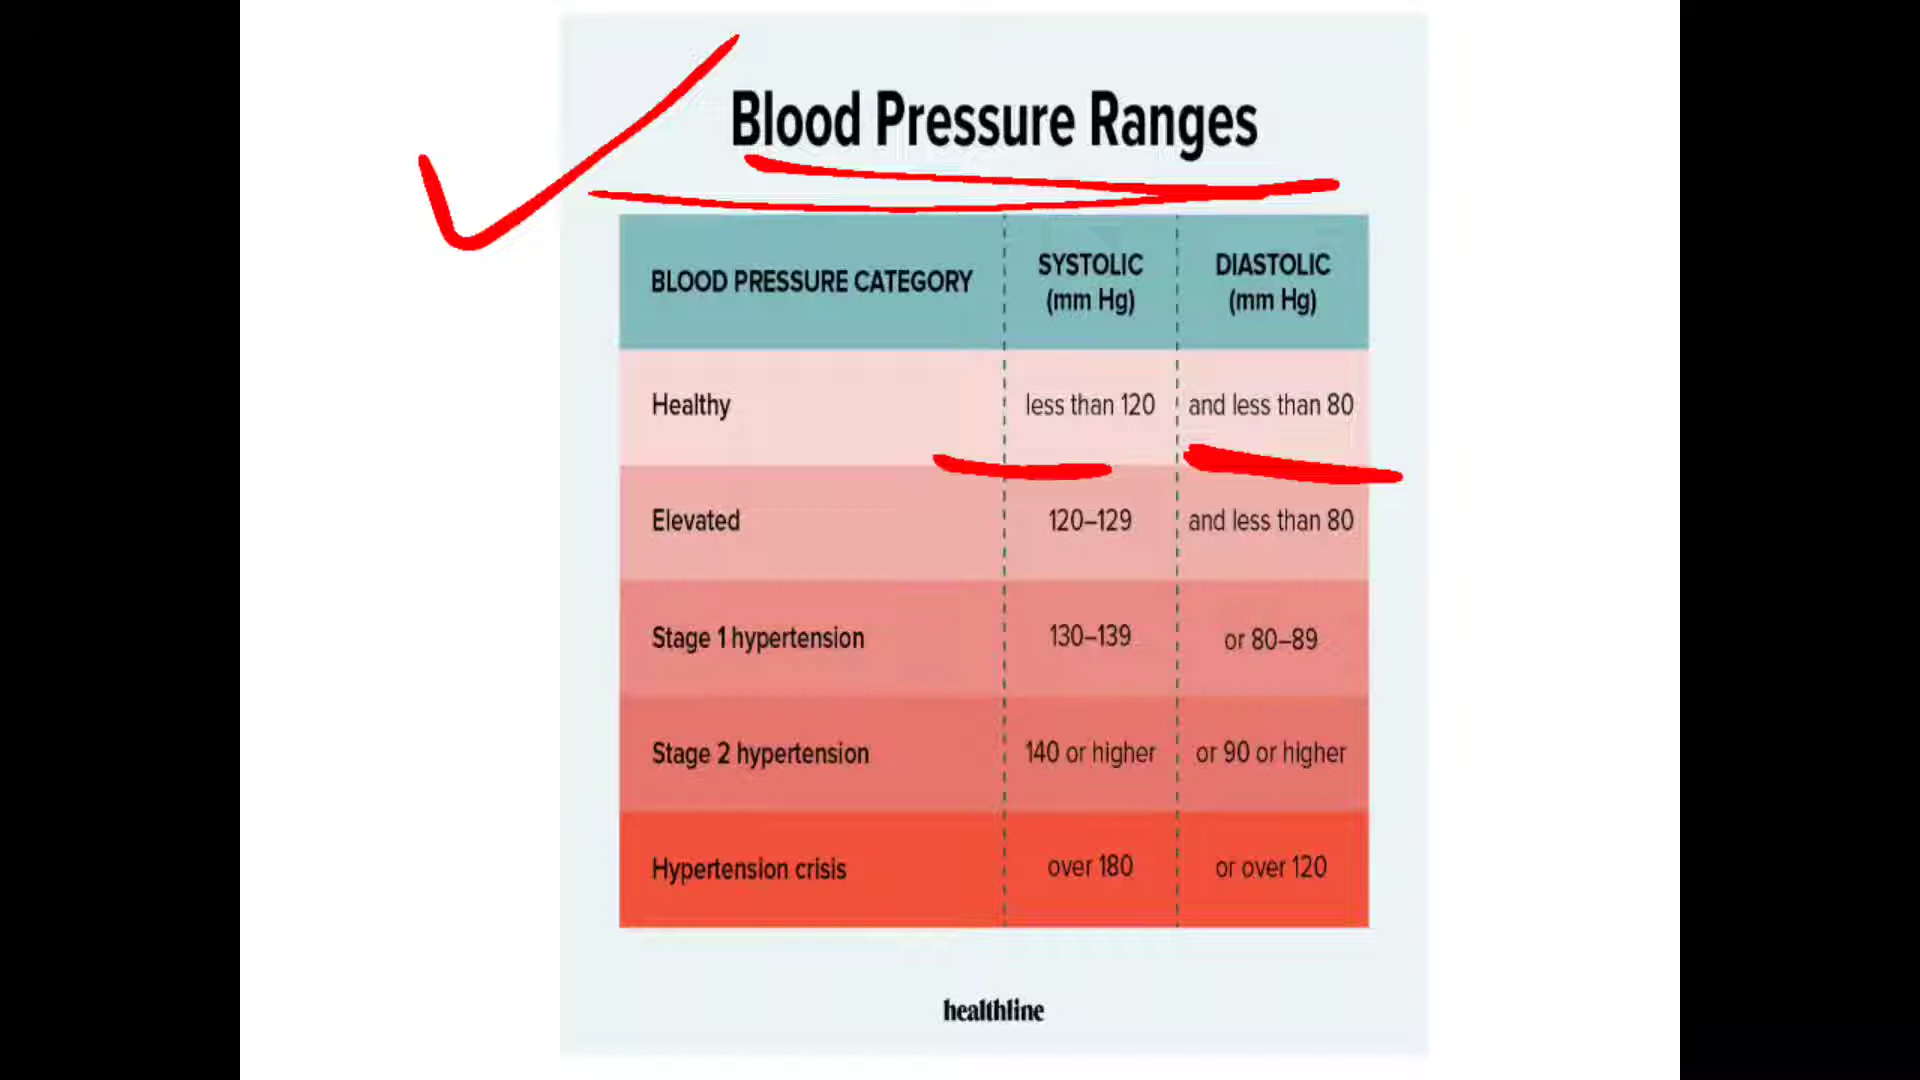 Blood Pressure Ranges
BLOOD PRESSURE CATEGORY SYSTOLIC (mm Hg) DIASTOLIC (mm Hg)
Healthy less than 120 and less than 80
Elevated 120–129 and less than 80
Stage 1 hypertension 130–139 or 80–89
Stage 2 hypertension 140 or higher or 90 or higher
Hypertension crisis over 180 or over 120
healthline